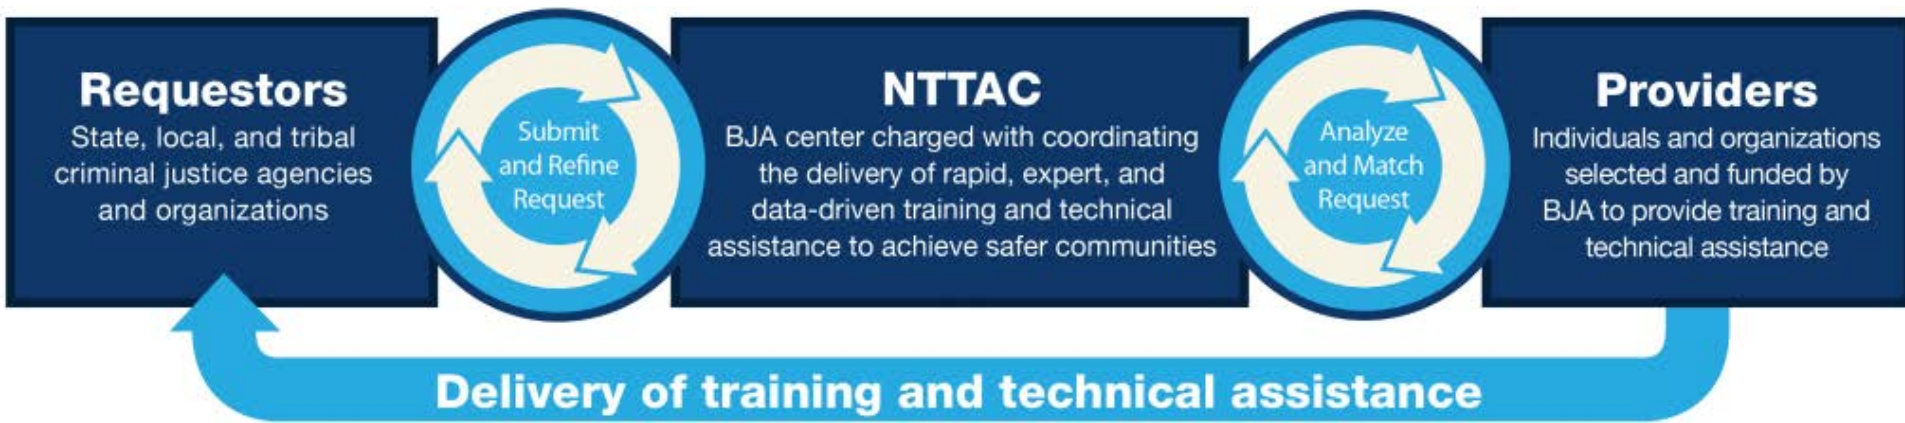 Requestors
State, local, and tribal
criminal justice agencies
and organizations
Submit
and Refine
Request
NTTAC
BJA center charged with coordinating
the delivery of rapid, expert, and
data-driven training and technical
assistance to achieve safer communities
Analyze
and Match
Request
Providers
Individuals and organizations
selected and funded by
BJA to provide training and
technical assistance
Delivery of training and technical assistance